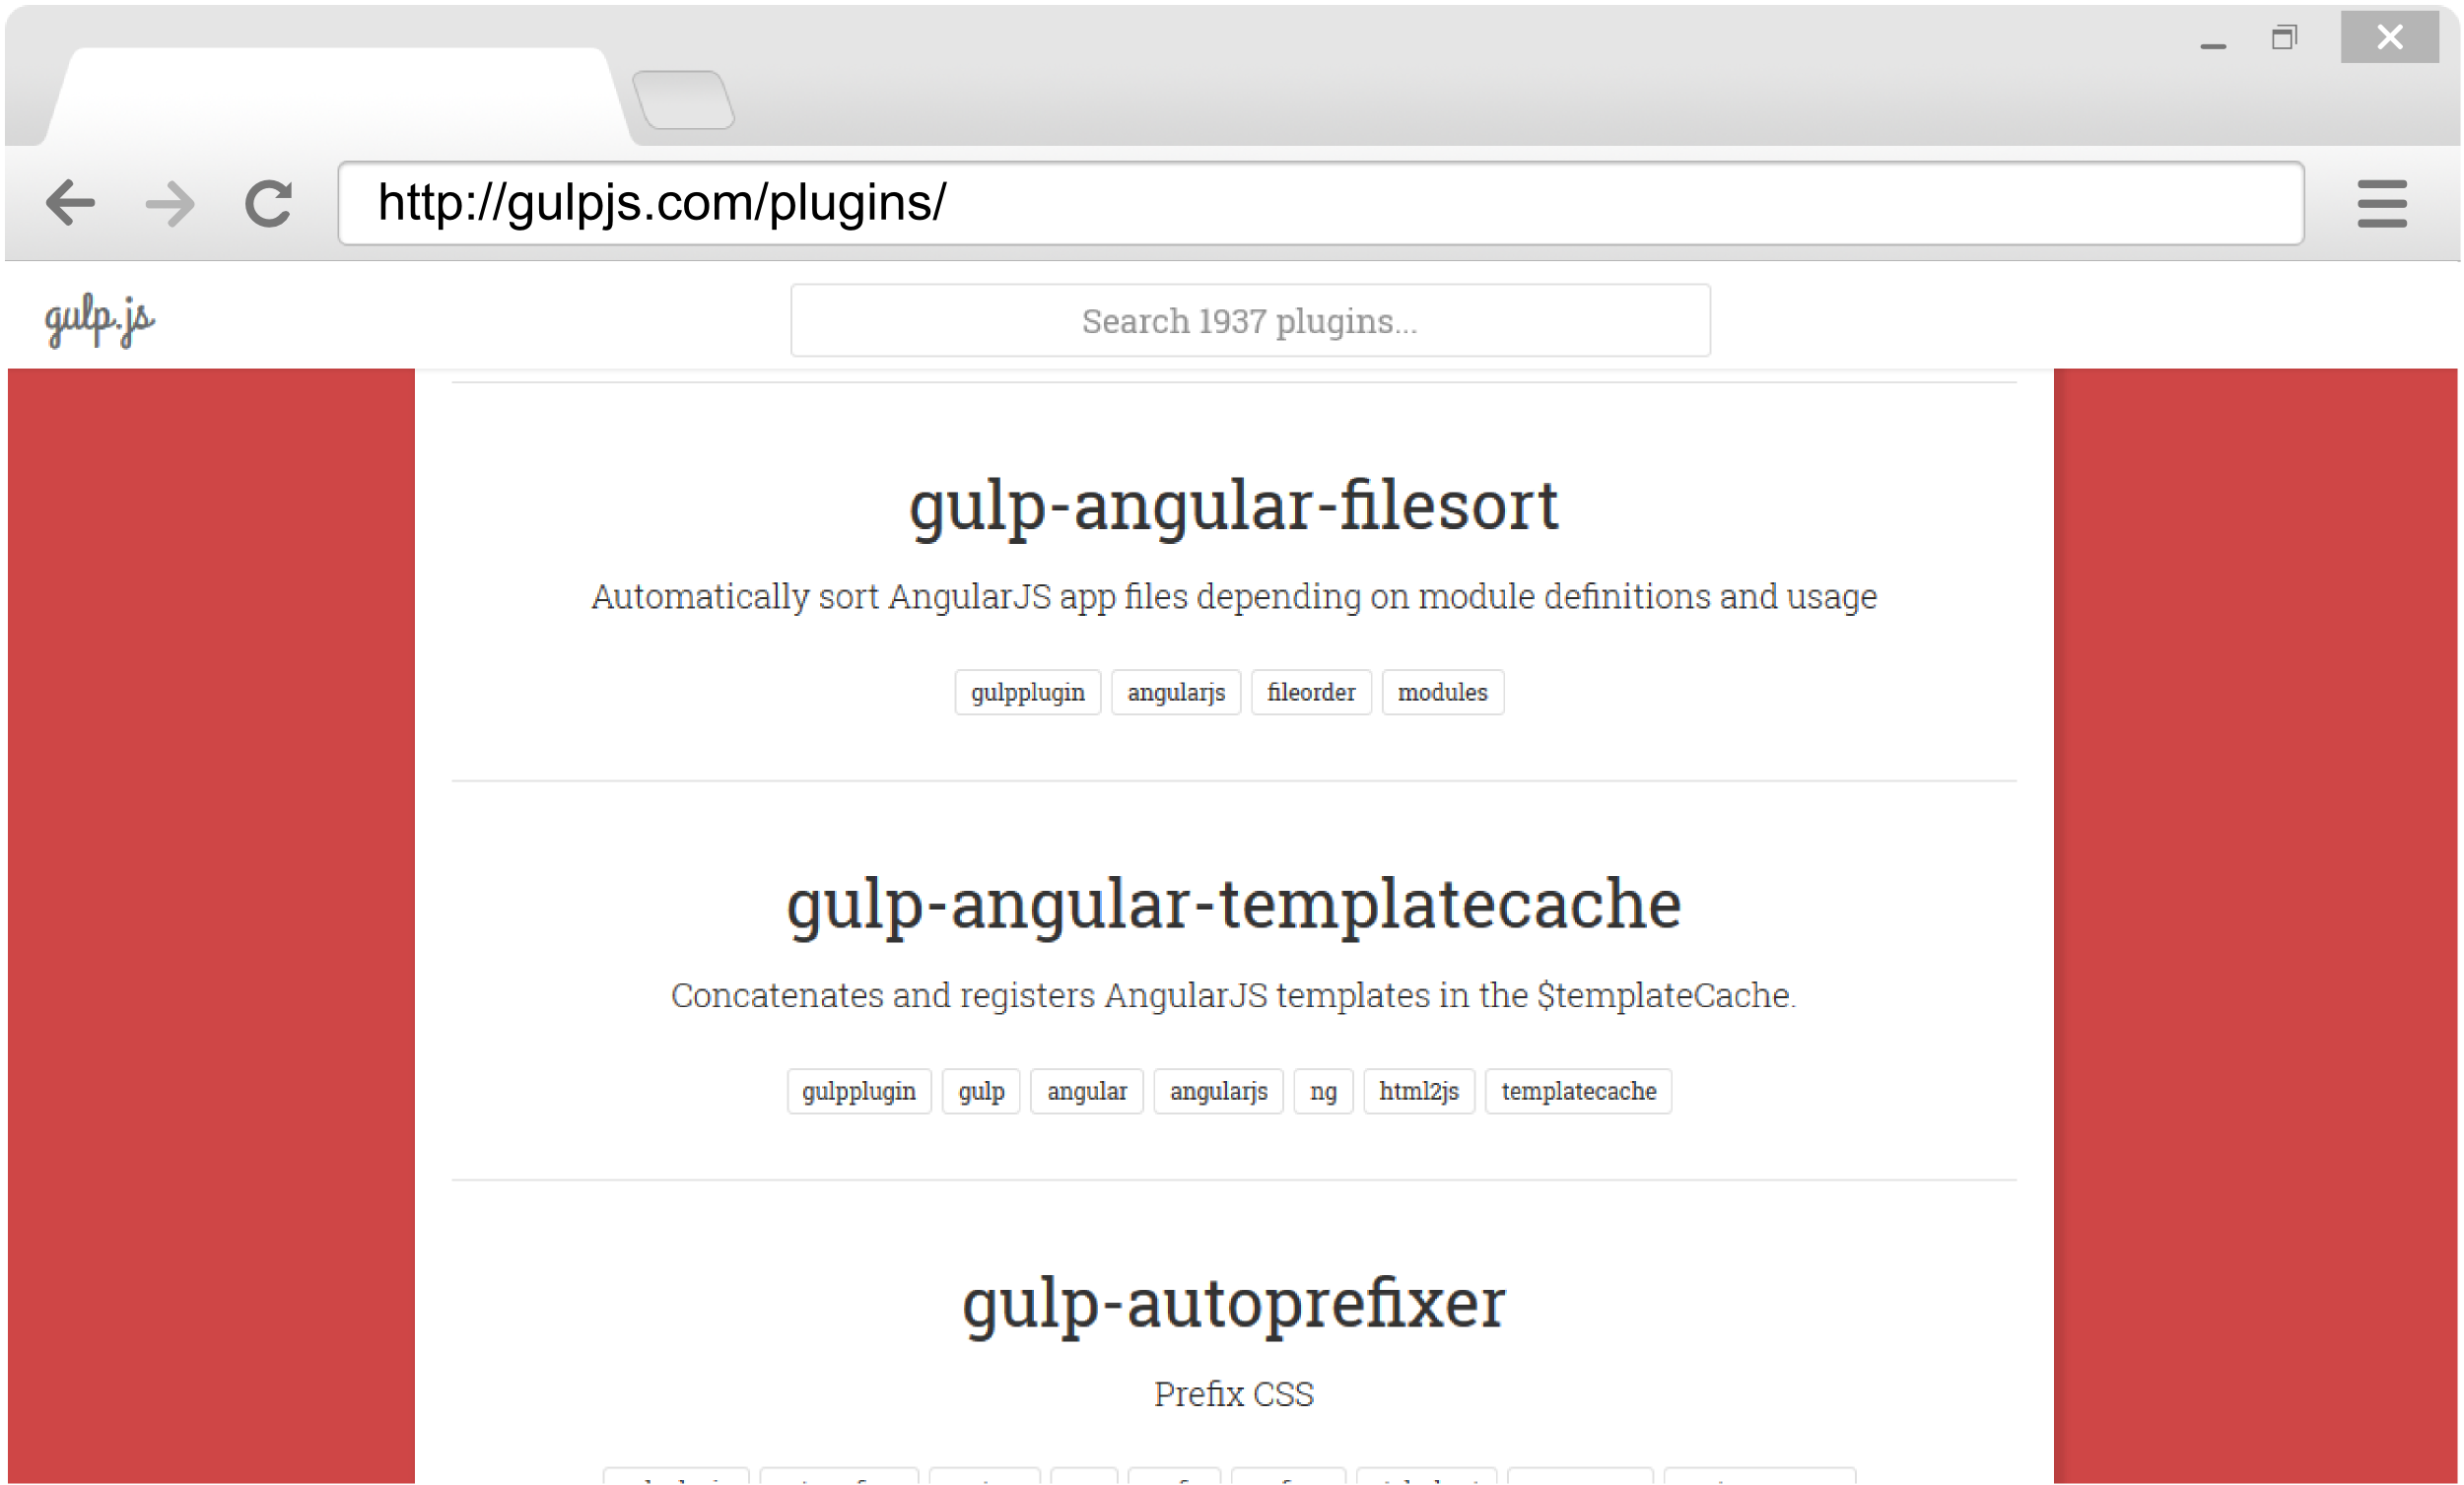 http://gulpjs.com/plugins/
gulp.js
Search 1937 plugins...
gulp-angular-filesort
Automatically sort AngularJS app files depending on module definitions and usage
gulpplugin angularjs fileorder modules
gulp-angular-templatecache
Concatenates and registers AngularJS templates in the $templateCache.
gulpplugin gulp angular angularjs ng html2js templatecache
gulp-autoprefixer
Prefix CSS